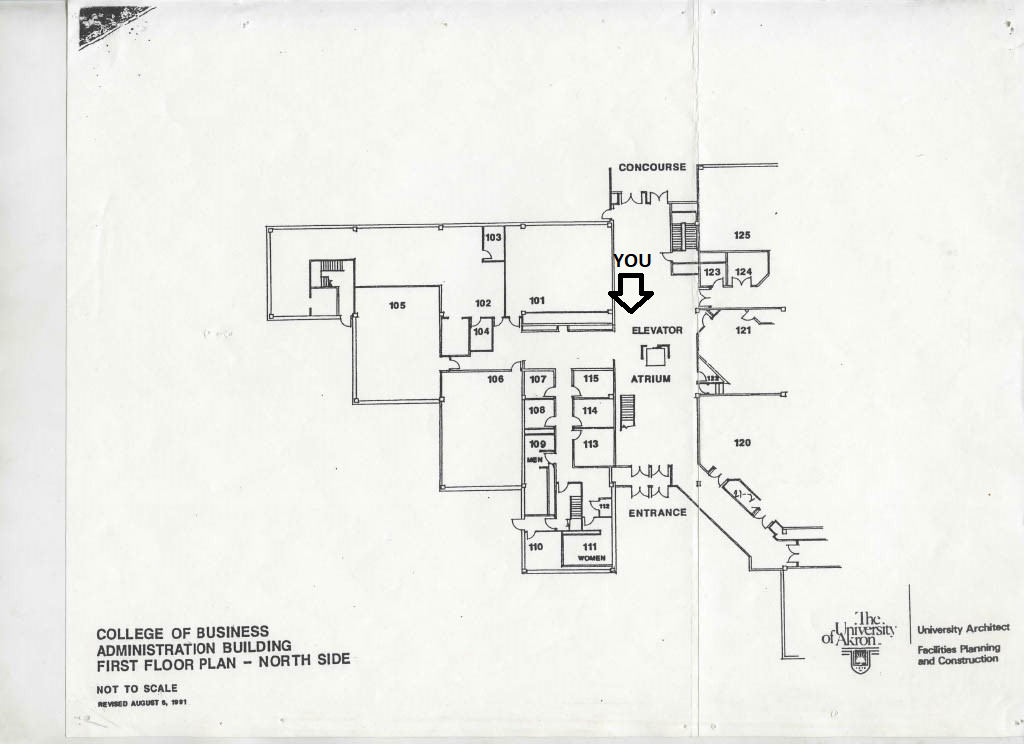 CONCOURSE
125
103
YOU
123
124
105
102
101
104
ELEVATOR
121
106
107
115
ATRIUM
122
108
114
109
113
120
MEN
112
ENTRANCE
110
111
WOMEN
COLLEGE OF BUSINESS
ADMINISTRATION BUILDING
FIRST FLOOR PLAN - NORTH SIDE
NOT TO SCALE
REVISED AUGUST 5, 1991
The
University
of Akron
University Architect
Facilities Planning
and Construction